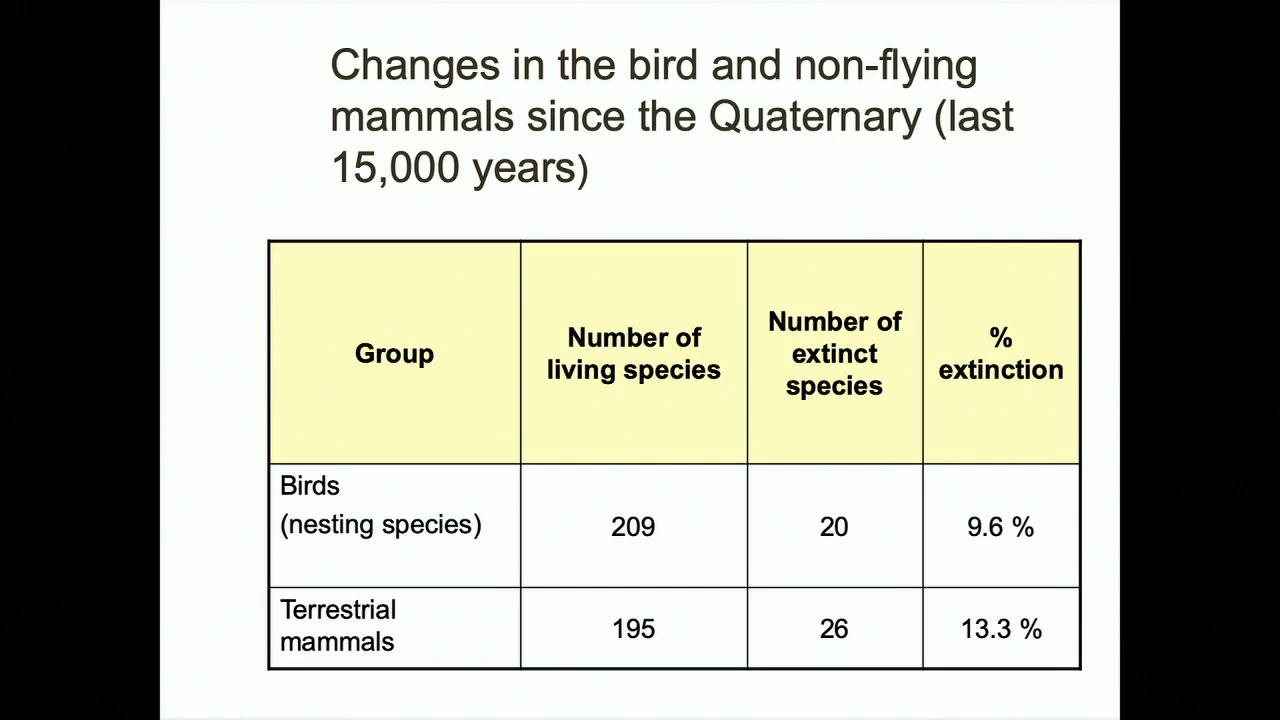 Changes in the bird and non-flying
mammals since the Quaternary (last
15,000 years)
Group
Number of
living species
Number of
extinct
species
%
extinction
Birds
(nesting species)
209
20
9.6 %
Terrestrial
mammals
195
26
13.3 %